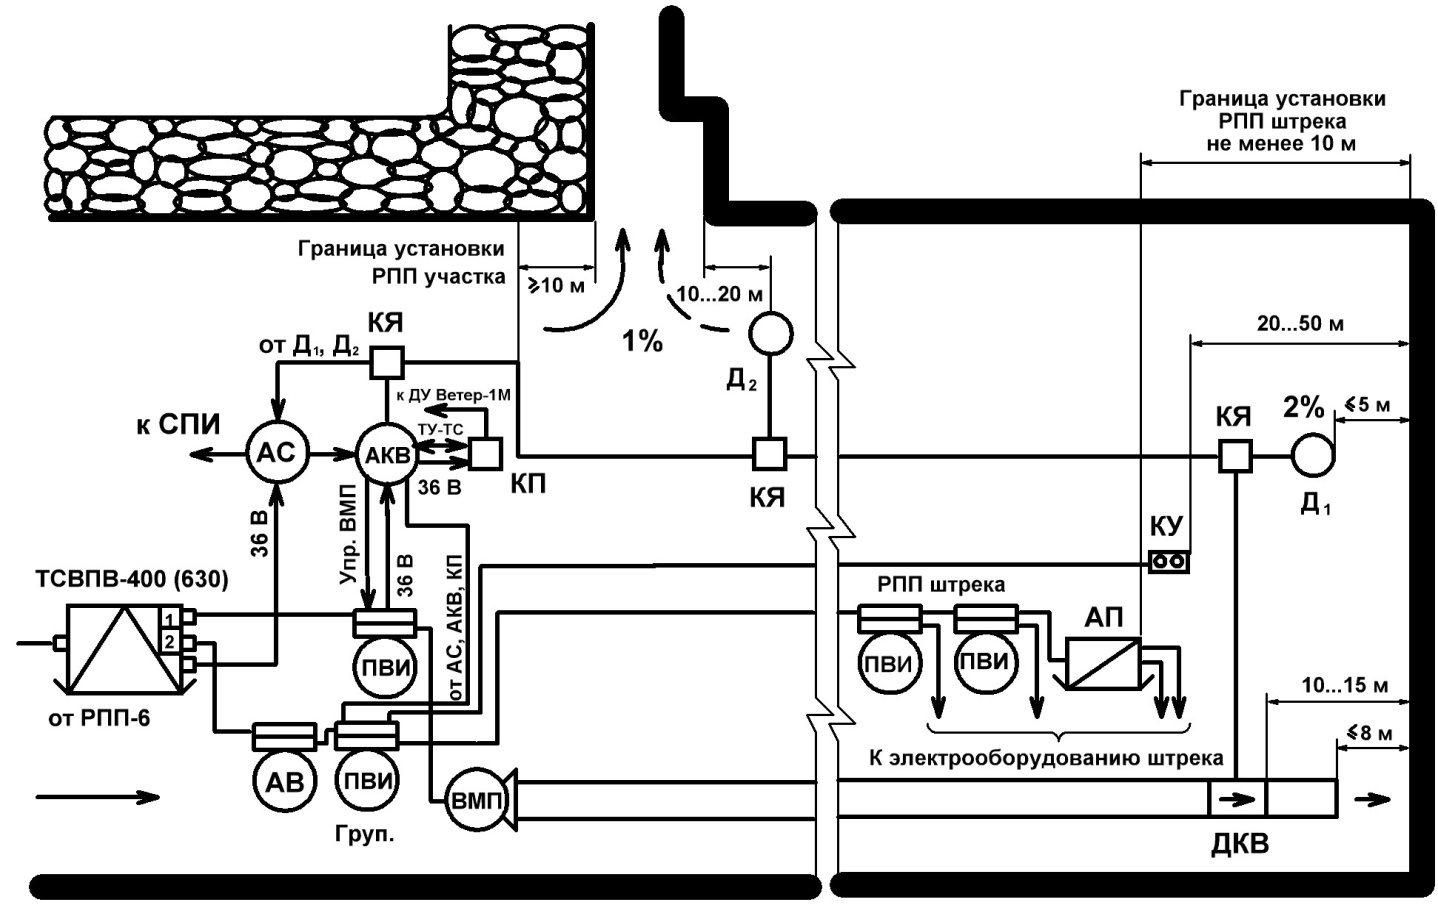 Граница установки
РПП штрека
не менее 10 м
Граница установки
РПП участка
≥10 м
10...20 м
1%
20...50 м
КЯ
от Д1, Д2
Д2
к ДУ Ветер-1М
2%
≤5 м
КЯ
к СПИ
ТУ-ТС
АС
АКВ
36 В
КП
КЯ
Д1
КУ
36 В
Упр. ВМП
36 В
от АС, АКВ, КП
ТСВПВ-400 (630)
РПП штрека
1
2
АП
ПВИ
ПВИ
ПВИ
от РПП-6
10...15 м
≤8 м
К электрооборудованию штрека
АВ
ПВИ
ВМП
Груп.
ДКВ